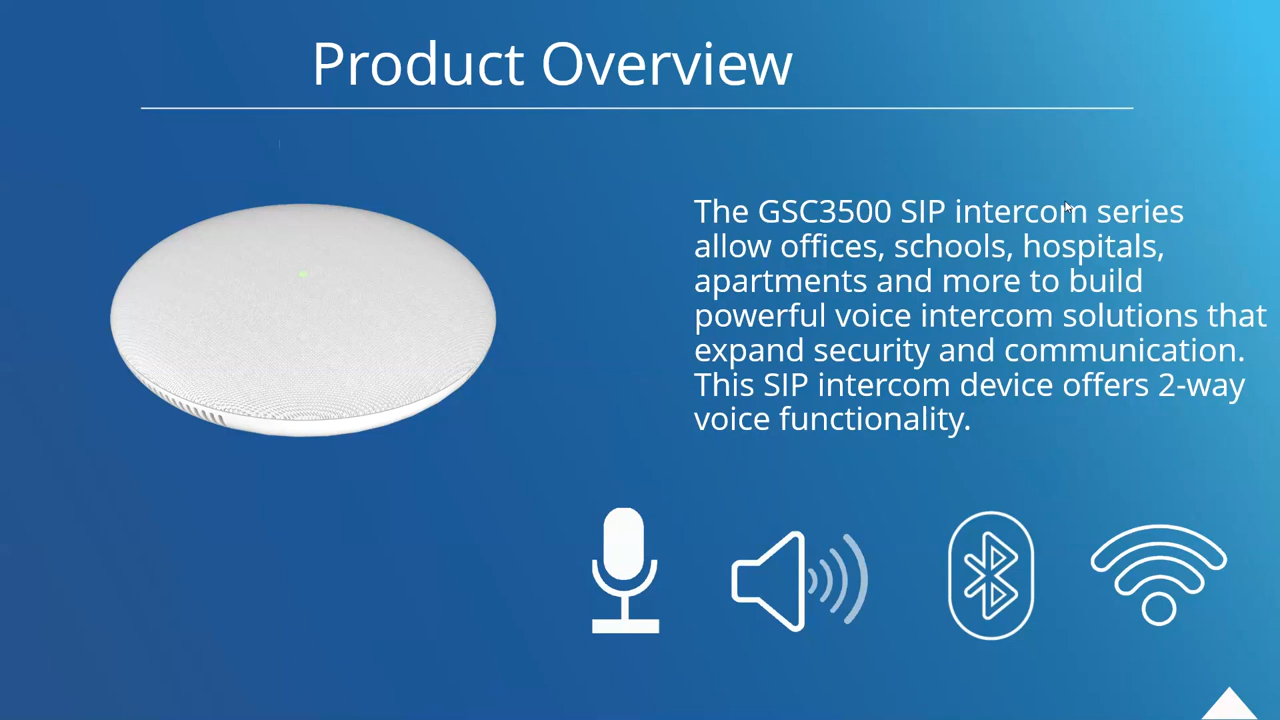 Product Overview
The GSC3500 SIP intercom series
allow offices, schools, hospitals,
apartments and more to build
powerful voice intercom solutions that
expand security and communication.
This SIP intercom device offers 2-way
voice functionality.